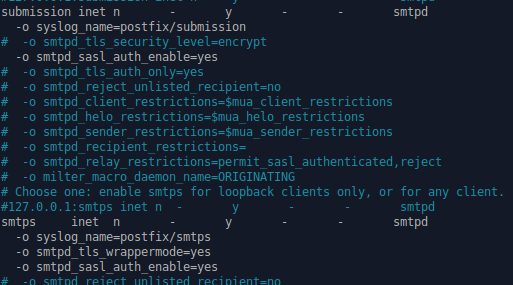 submission inet n       y       -       -       smtpd
  -o syslog_name=postfix/submission
#  -o smtpd_tls_security_level=encrypt
  -o smtpd_sasl_auth_enable=yes
#  -o smtpd_tls_auth_only=yes
#  -o smtpd_reject_unlisted_recipient=no
#  -o smtpd_client_restrictions=$mua_client_restrictions
#  -o smtpd_helo_restrictions=$mua_helo_restrictions
#  -o smtpd_sender_restrictions=$mua_sender_restrictions
#  -o smtpd_recipient_restrictions=
#  -o smtpd_relay_restrictions=permit_sasl_authenticated,reject
#  -o milter_macro_daemon_name=ORIGINATING
# Choose one: enable smtps for loopback clients only, or for any client.
#127.0.0.1:smtps inet n  -       y       -       -       smtpd
smtps     inet  n       -       y       -       -       smtpd
  -o syslog_name=postfix/smtps
  -o smtpd_tls_wrappermode=yes
  -o smtpd_sasl_auth_enable=yes
#  -o smtpd_reject_unlisted_recipient=no